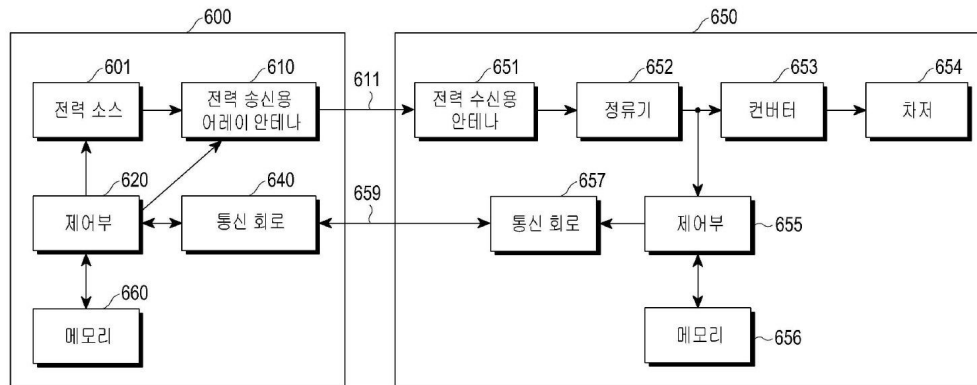 600
650
601
610
611
651
652
653
654
전력 소스
전력 송신용
어레이 안테나
전력 수신용
안테나
정류기
컨버터
차저
620
640
659
657
제어부
통신 회로
통신 회로
제어부
655
660
메모리
메모리
656